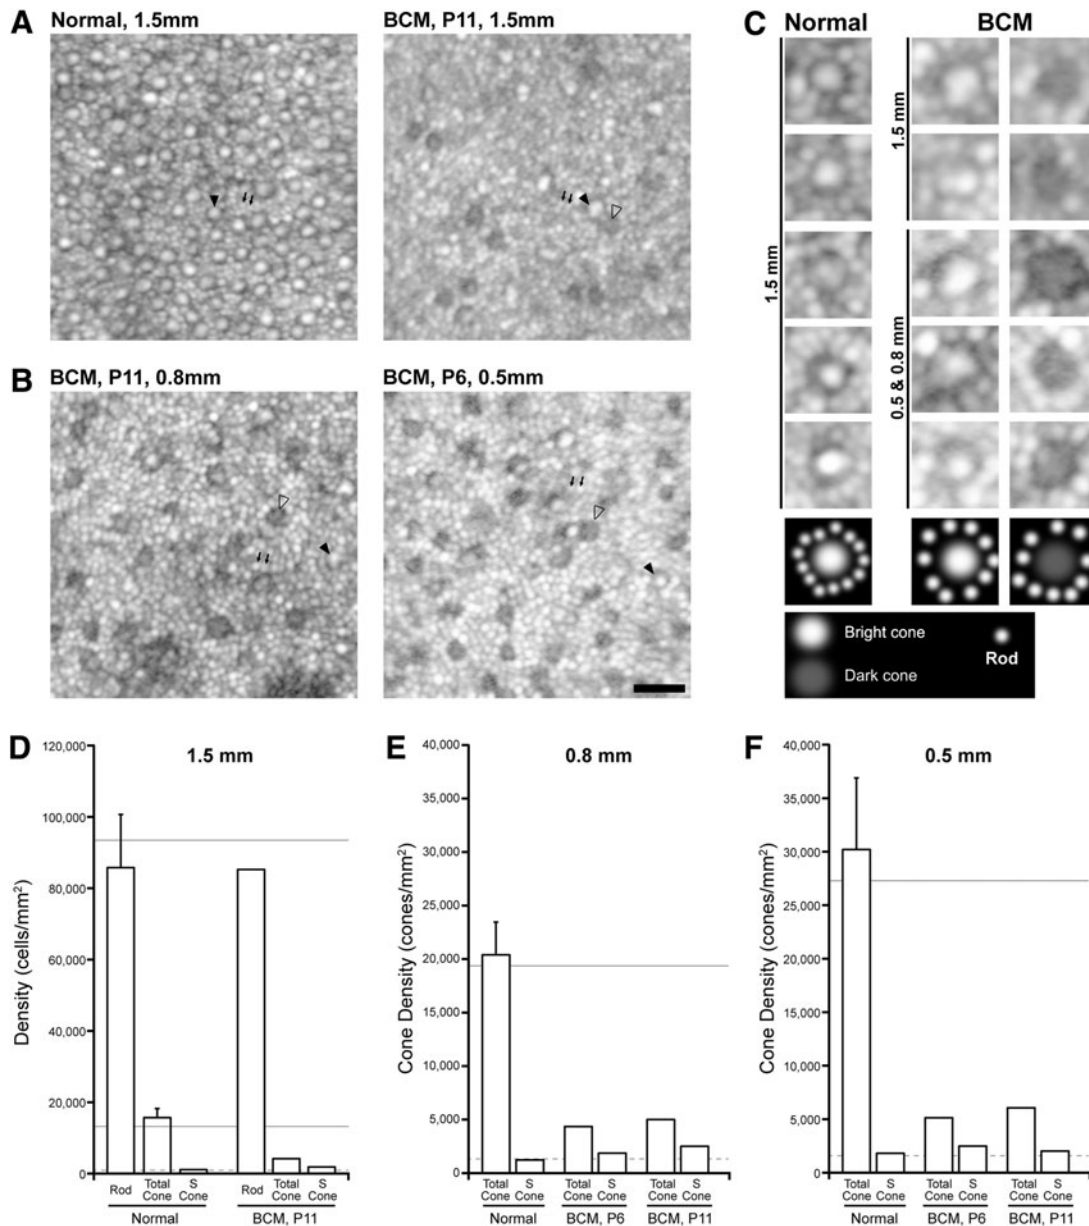 A
Normal, 1.5mm
BCM, P11, 1.5mm
B
BCM, P11, 0.8mm
BCM, P6, 0.5mm
C
Normal
BCM
1.5 mm
1.5 mm
0.5 & 0.8 mm
Bright cone
Rod
Dark cone
D
1.5 mm
Density (cells/mm²)
120,000
100,000
80,000
60,000
40,000
20,000
0
Rod
Total Cone
S Cone
Rod
Total Cone
S Cone
Normal
BCM, P11
E
0.8 mm
Cone Density (cones/mm²)
40,000
35,000
30,000
25,000
20,000
15,000
10,000
5,000
0
Total Cone
S Cone
Total Cone
S Cone
Total Cone
S Cone
Normal
BCM, P6
BCM, P11
F
0.5 mm
Cone Density (cones/mm²)
40,000
35,000
30,000
25,000
20,000
15,000
10,000
5,000
0
Total Cone
S Cone
Total Cone
S Cone
Total Cone
S Cone
Normal
BCM, P6
BCM, P11